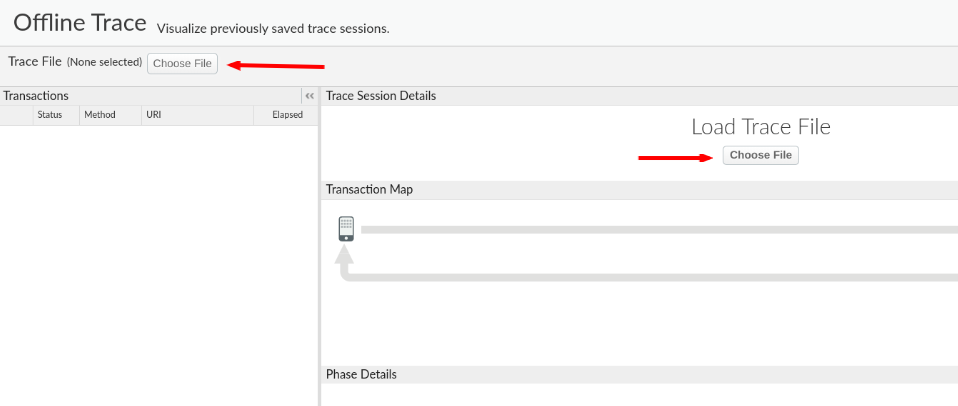 Offline Trace Visualize previously saved trace sessions.
Trace File (None selected) Choose File
Transactions «
Status Method URI Elapsed
Trace Session Details
Load Trace File
Choose File
Transaction Map
Phase Details